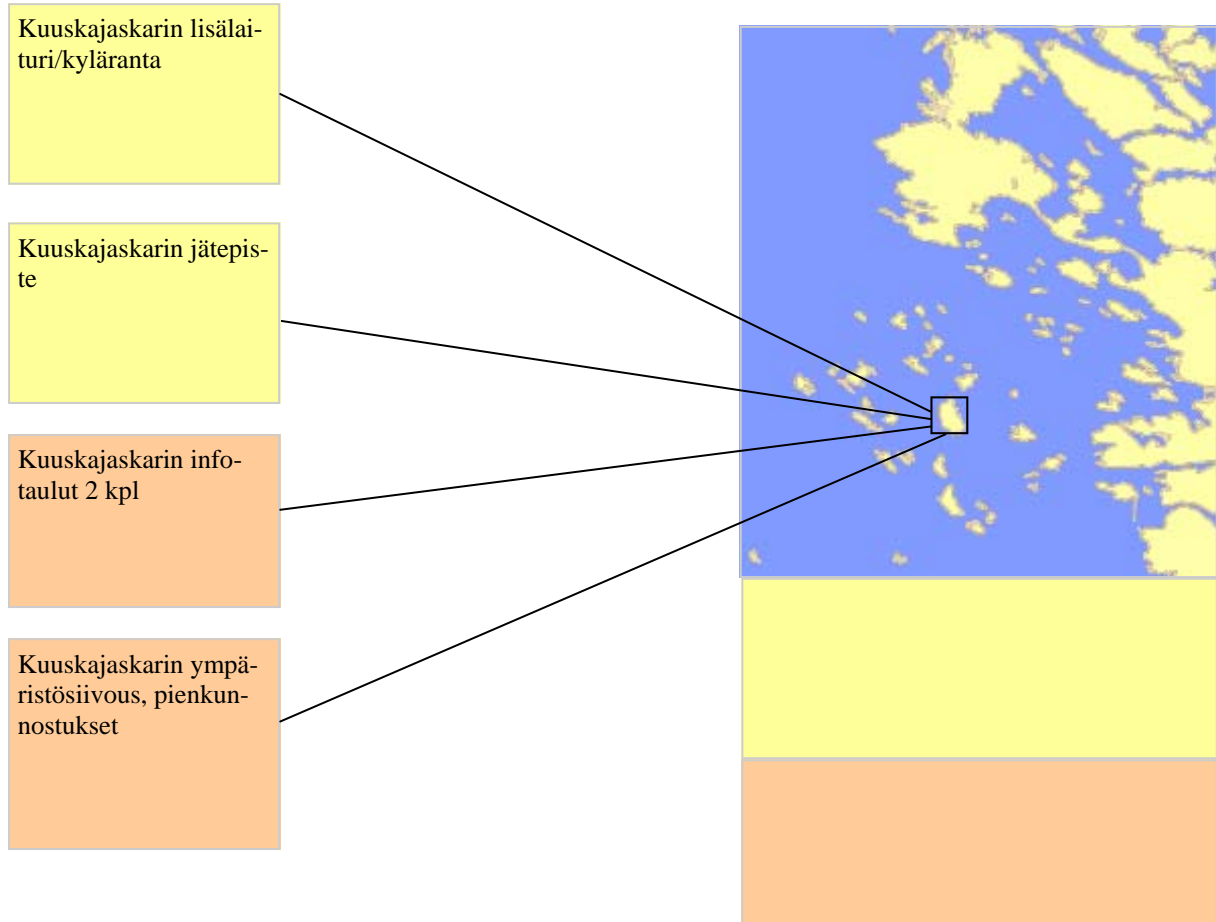 Kuuskajaskarin lisälai-
turi/kyläranta
Kuuskajaskarin jätepis-
te
Kuuskajaskarin info-
taulut 2 kpl
Kuuskajaskarin ympä-
ristösiivous, pienkun-
nostukset